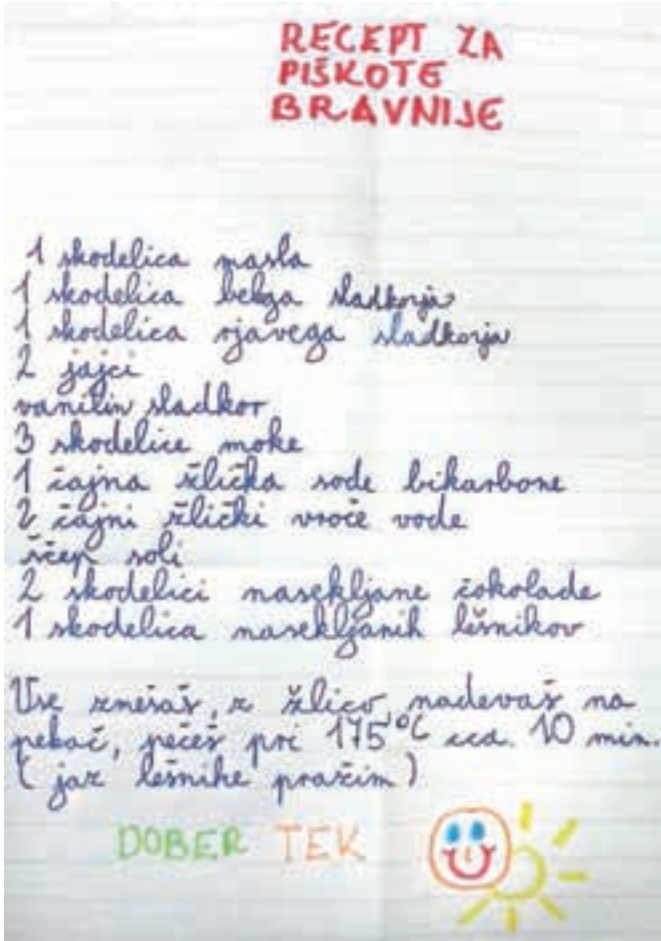 RECEPT ZA
PIŠKOTE
BRAVNIJE
1 skodelica masla
1 skodelica belega sladkorja
1 skodelica rjavega sladkorja
2 jajci
vanilin sladkor
3 skodelice moke
1 čajna žlička sode bikarbone
2 čajni žlički vroče vode
ščep soli
2 skodelici nasekljane čokolade
1 skodelica nasekljanih lešnikov
Vse zmešaš, z žlico nadevaš na
pekač, pečeš pri 175°C cca. 10 min.
(jaz lešnike pražim)
DOBER TEK